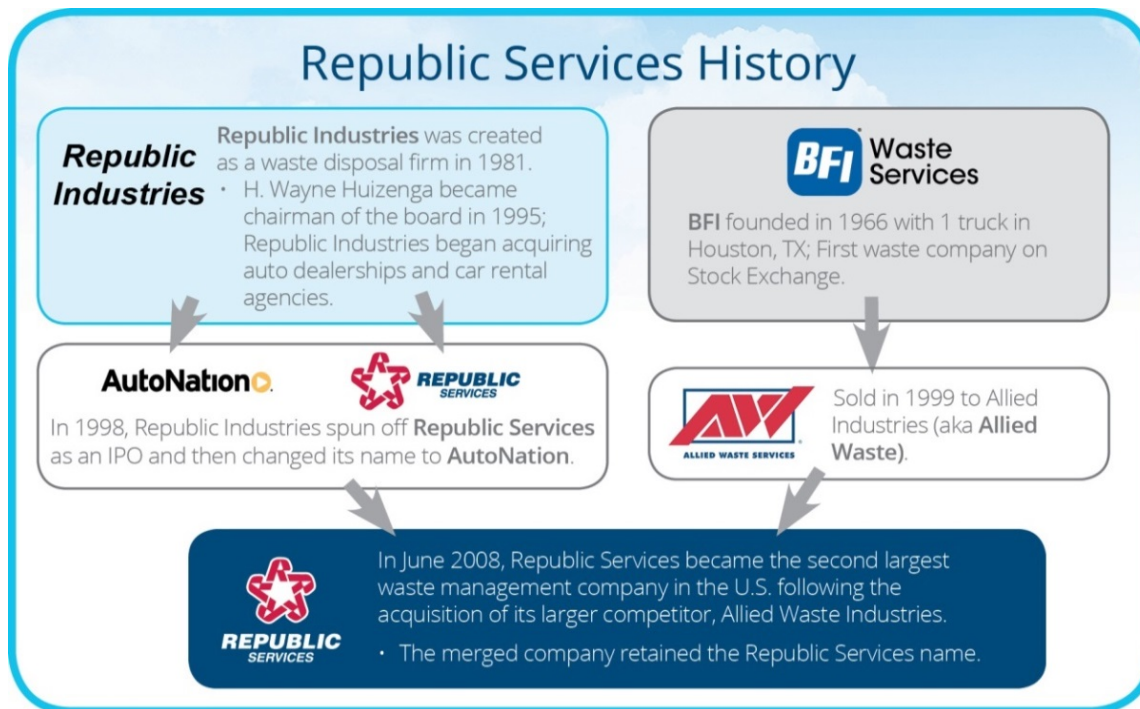 Republic Services History
Republic
Industries
Republic Industries was created
as a waste disposal firm in 1981.
• H. Wayne Huizenga became
chairman of the board in 1995;
Republic Industries began acquiring
auto dealerships and car rental
agencies.
BFI Waste
Services
BFI founded in 1966 with 1 truck in
Houston, TX; First waste company on
Stock Exchange.
AutoNation
REPUBLIC
SERVICES
In 1998, Republic Industries spun off Republic Services
as an IPO and then changed its name to AutoNation.
AW
ALLIED WASTE SERVICES
Sold in 1999 to Allied
Industries (aka Allied
Waste).
REPUBLIC
SERVICES
In June 2008, Republic Services became the second largest
waste management company in the U.S. following the
acquisition of its larger competitor, Allied Waste Industries.
• The merged company retained the Republic Services name.